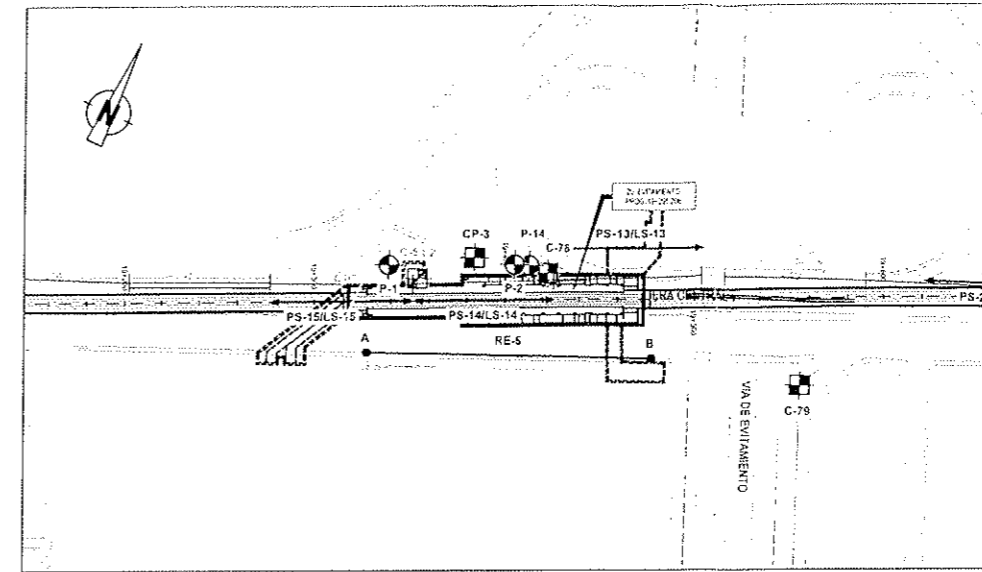 N
CP-3
P-14
PS-13/LS-13
C-78
P-1
P-2
PS-15/LS-15
PS-14/LS-14
PS-2
A
RE-5
B
C-79
VIA DE EVITAMIENTO